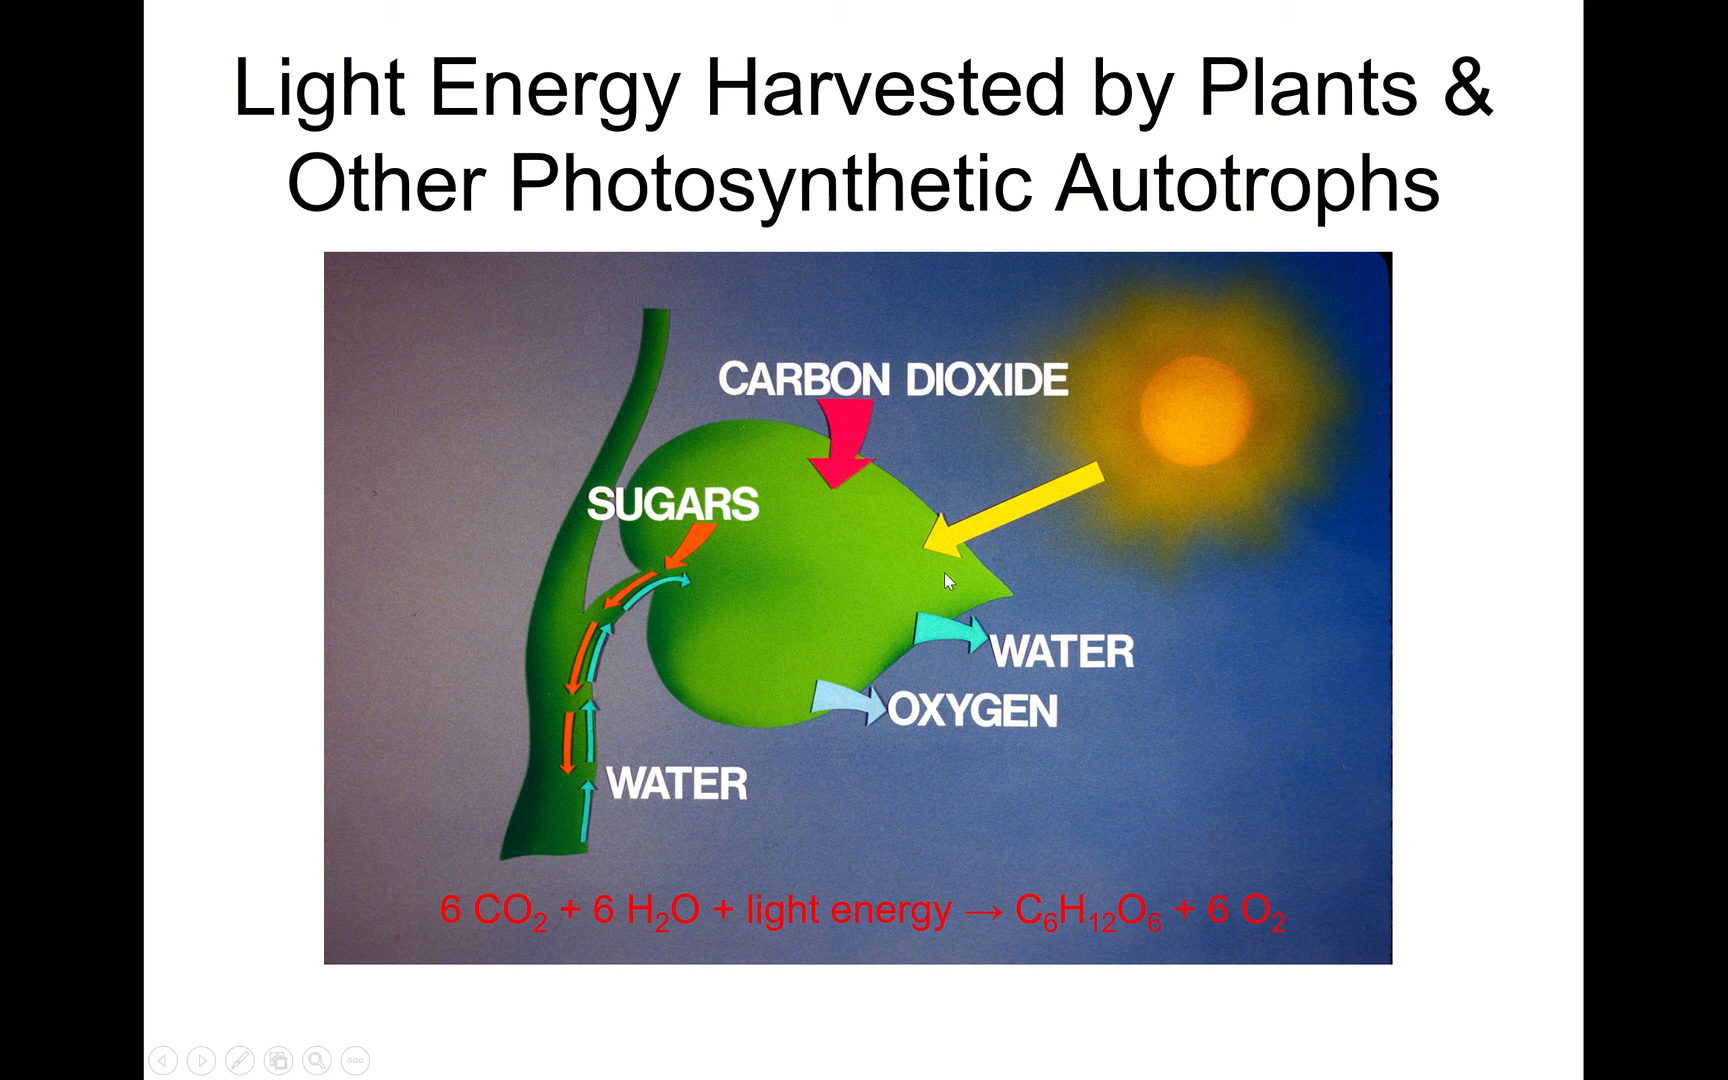 Light Energy Harvested by Plants &
Other Photosynthetic Autotrophs
CARBON DIOXIDE
SUGARS
WATER
OXYGEN
WATER
6 CO₂ + 6 H₂O + light energy → C₆H₁₂O₆ + 6 O₂